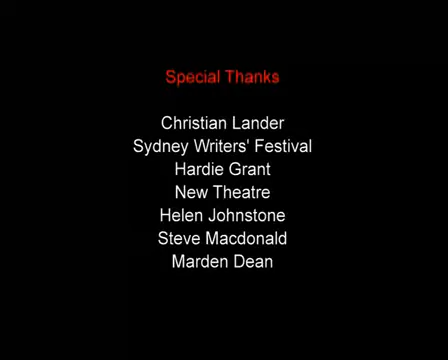 Special Thanks
Christian Lander
Sydney Writers' Festival
Hardie Grant
New Theatre
Helen Johnstone
Steve Macdonald
Marden Dean